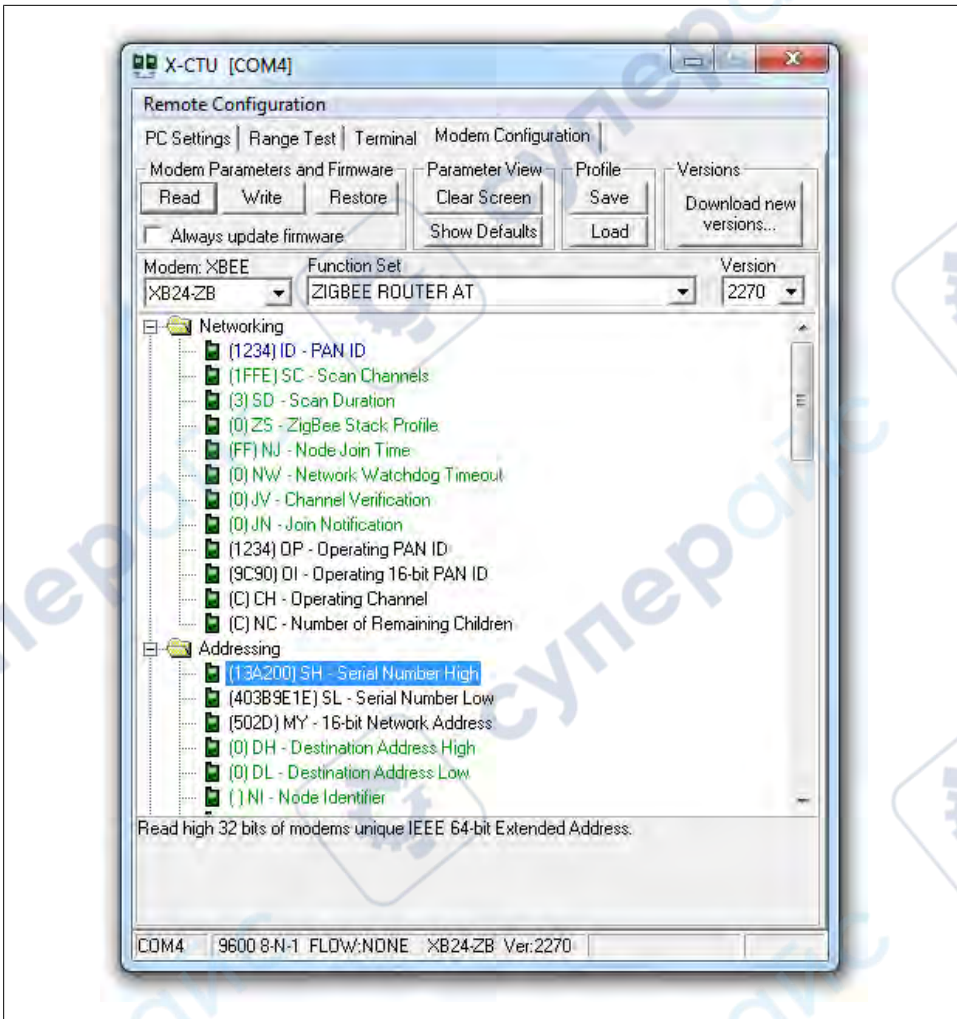 X-CTU [COM4]
Remote Configuration
PC Settings Range Test Terminal Modem Configuration
Modem Parameters and Firmware Parameter View Profile Versions
Read Write Restore Clear Screen Save Download new versions...
Always update firmware Show Defaults Load
Modem: XBEE Function Set Version
XB24-ZB ZIGBEE ROUTER AT 2270
Networking
(1234) ID - PAN ID
(1FFE) SC - Scan Channels
(3) SD - Scan Duration
(0) ZS - ZigBee Stack Profile
(FF) NJ - Node Join Time
(0) NW - Network Watchdog Timeout
(0) JV - Channel Verification
(0) JN - Join Notification
(1234) OP - Operating PAN ID
(9C90) OI - Operating 16-bit PAN ID
(C) CH - Operating Channel
(C) NC - Number of Remaining Children
Addressing
(13A200) SH - Serial Number High
(403B9E1E) SL - Serial Number Low
(502D) MY - 16-bit Network Address
(0) DH - Destination Address High
(0) DL - Destination Address Low
( ) NI - Node Identifier
Read high 32 bits of modems unique IEEE 64-bit Extended Address.
COM4 9600 8-N-1 FLOW:NONE XB24-ZB Ver:2270
суперайс